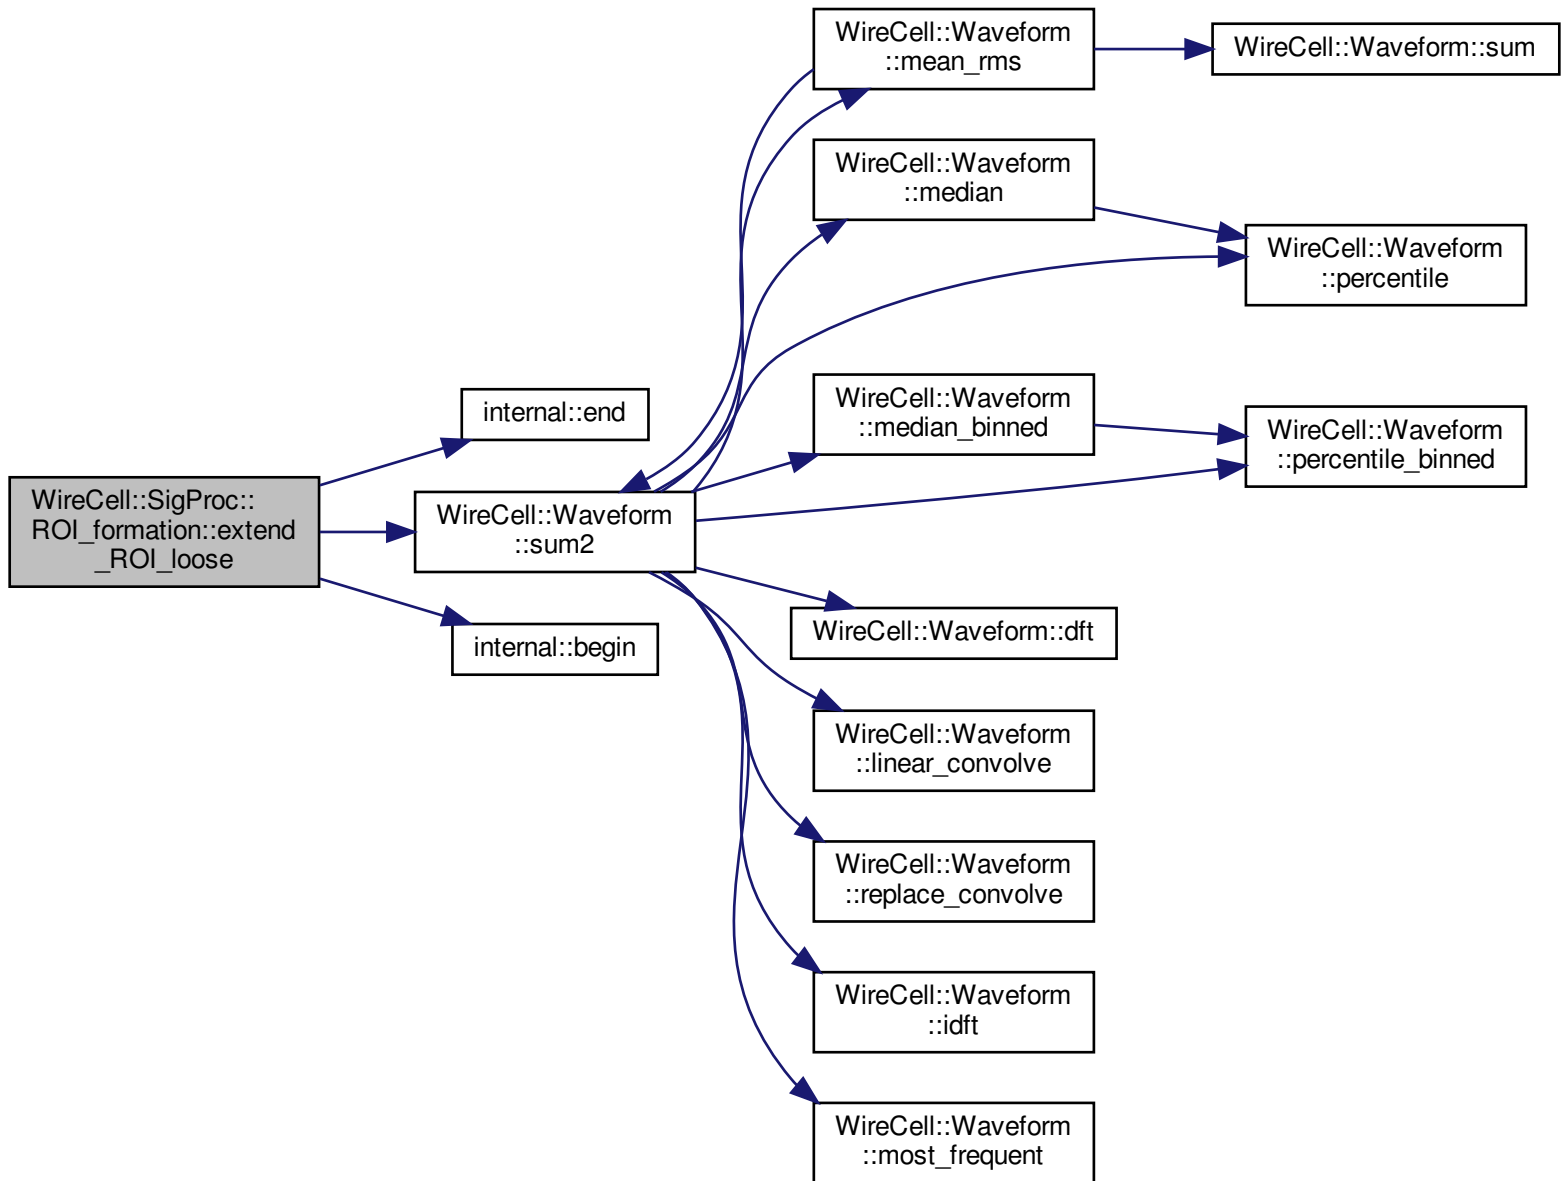 WireCell::Waveform
::mean_rms
WireCell::Waveform::sum
WireCell::Waveform
::median
WireCell::Waveform
::percentile
internal::end
WireCell::Waveform
::median_binned
WireCell::Waveform
::percentile_binned
WireCell::SigProc::
ROI_formation::extend
_ROI_loose
WireCell::Waveform
::sum2
internal::begin
WireCell::Waveform::dft
WireCell::Waveform
::linear_convolve
WireCell::Waveform
::replace_convolve
WireCell::Waveform
::idft
WireCell::Waveform
::most_frequent